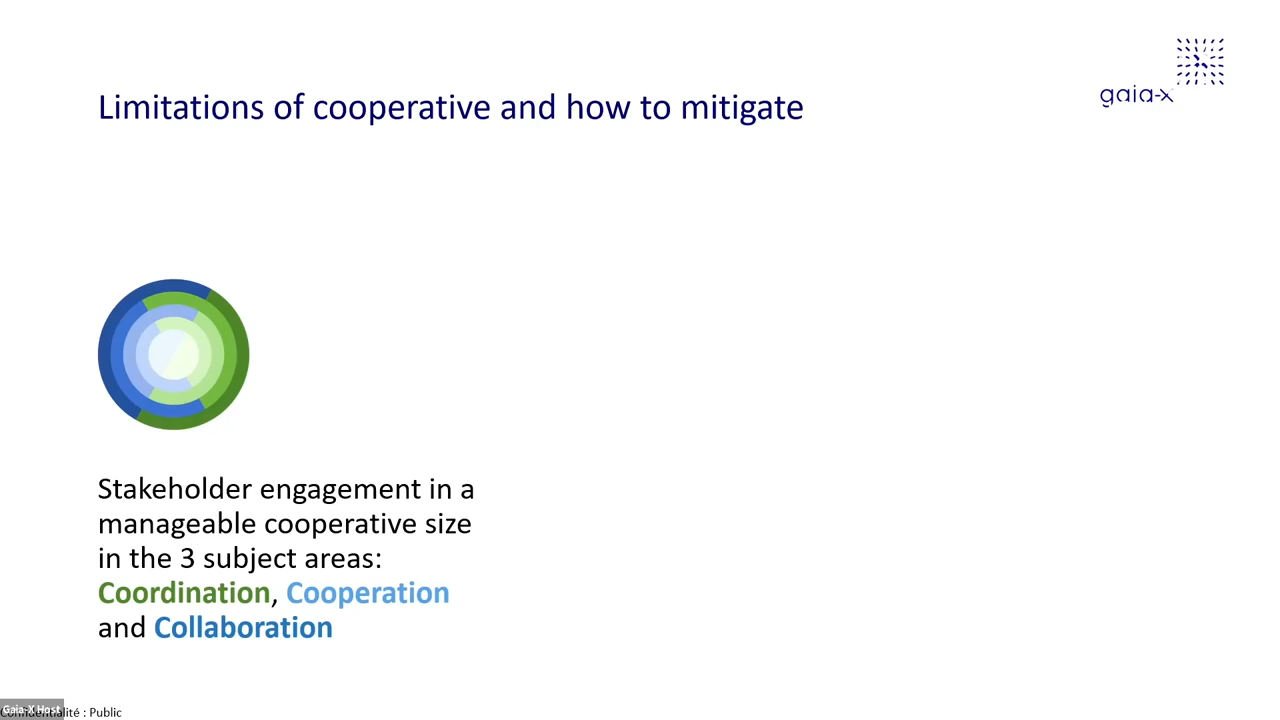 Limitations of cooperative and how to mitigate
gaia-x
Stakeholder engagement in a
manageable cooperative size
in the 3 subject areas:
Coordination, Cooperation
and Collaboration
Gaia-X Host
Confidentialité : Public